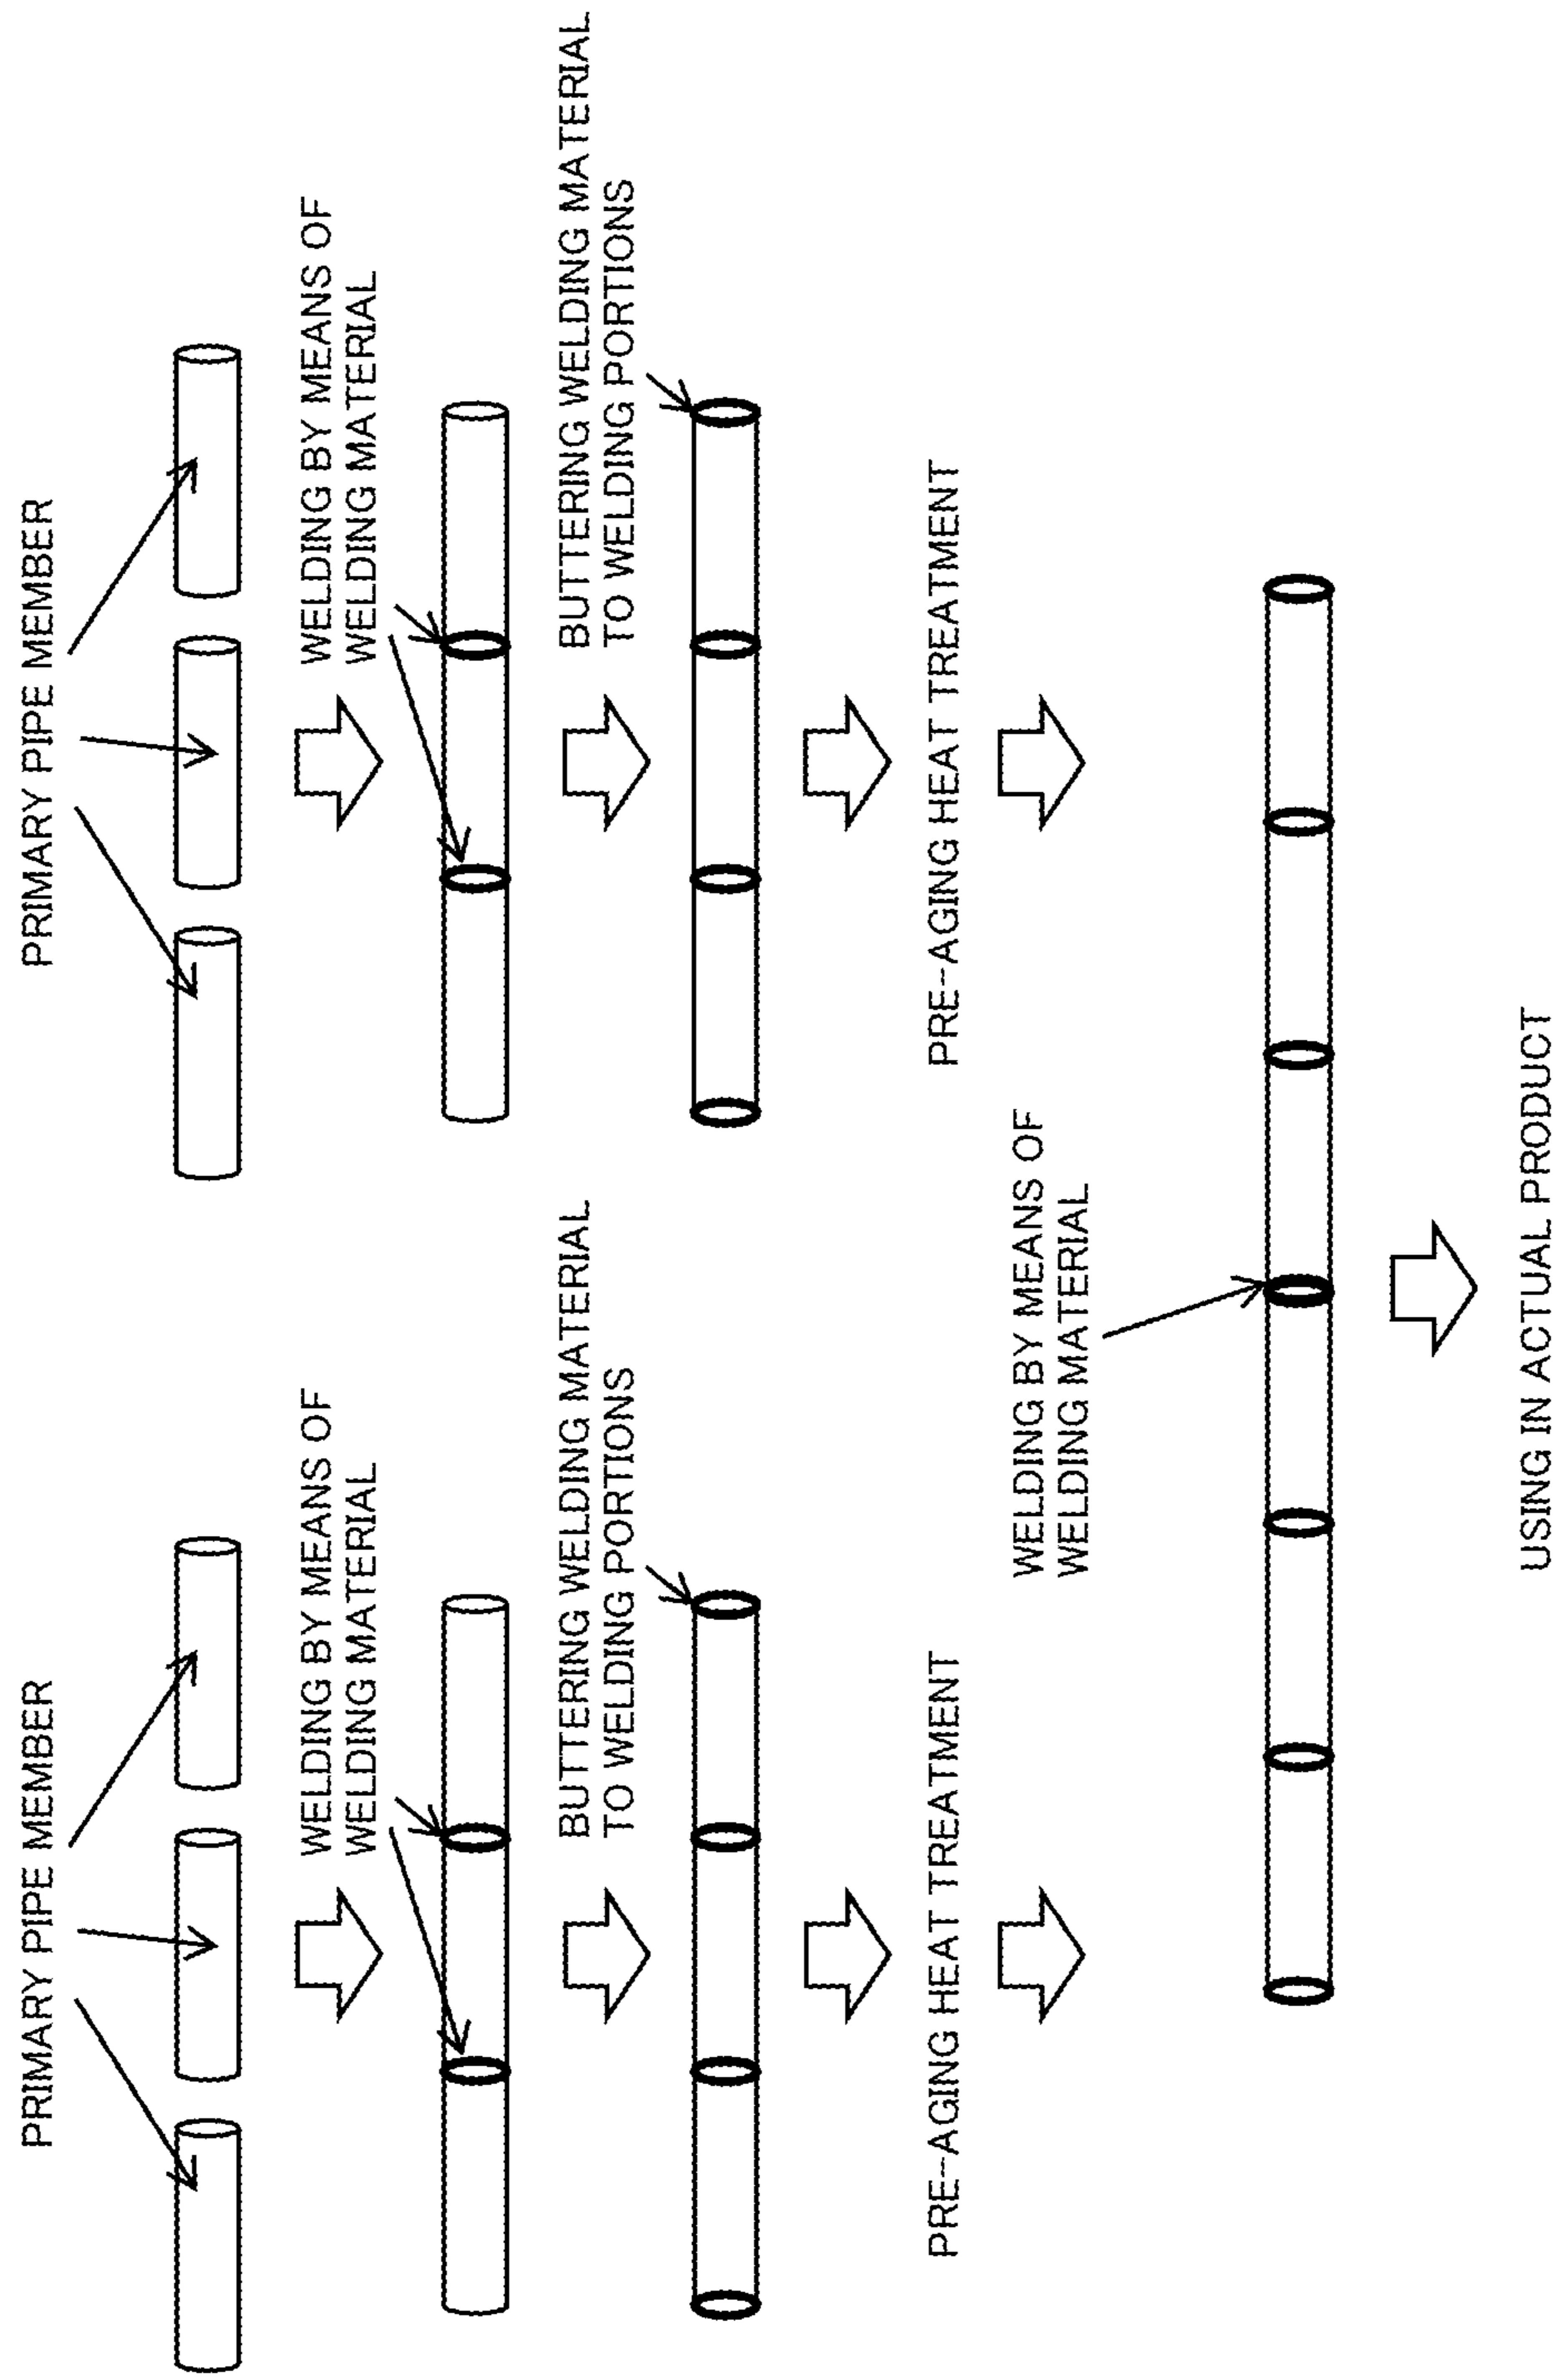 PRIMARY PIPE MEMBER
PRIMARY PIPE MEMBER
WELDING BY MEANS OF
WELDING MATERIAL
WELDING BY MEANS OF
WELDING MATERIAL
BUTTERING WELDING MATERIAL
TO WELDING PORTIONS
BUTTERING WELDING MATERIAL
TO WELDING PORTIONS
PRE-AGING HEAT TREATMENT
PRE-AGING HEAT TREATMENT
WELDING BY MEANS OF
WELDING MATERIAL
USING IN ACTUAL PRODUCT